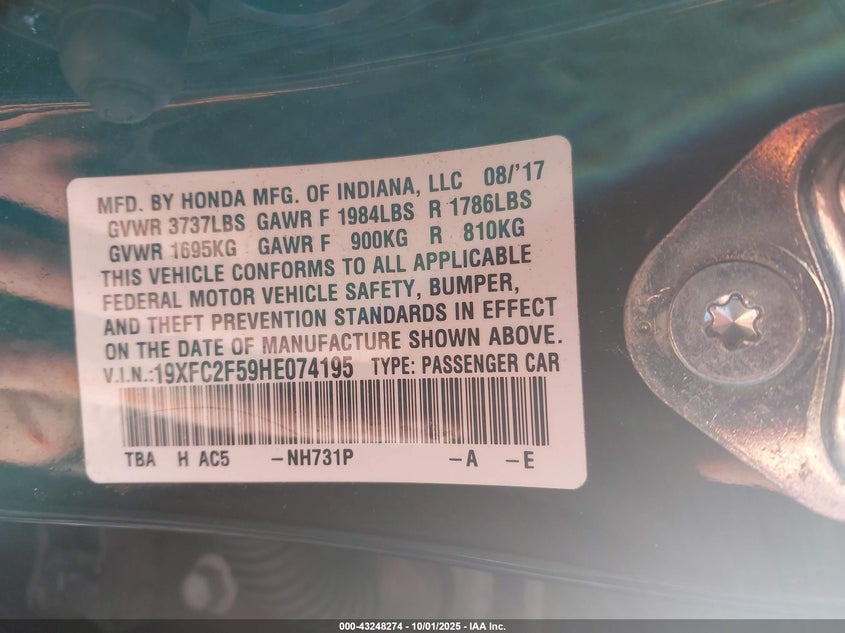 MFD. BY HONDA MFG. OF INDIANA, LLC 08/'17
GVWR 3737LBS GAWR F 1984LBS R 1786LBS
GVWR 1695KG GAWR F 900KG R 810KG
THIS VEHICLE CONFORMS TO ALL APPLICABLE
FEDERAL MOTOR VEHICLE SAFETY, BUMPER,
AND THEFT PREVENTION STANDARDS IN EFFECT
ON THE DATE OF MANUFACTURE SHOWN ABOVE.
V.I.N.:19XFC2F59HE074195 TYPE: PASSENGER CAR
TBA H AC5 -NH731P -A -E
000-43248274 - 10/01/2025 - IAA Inc.